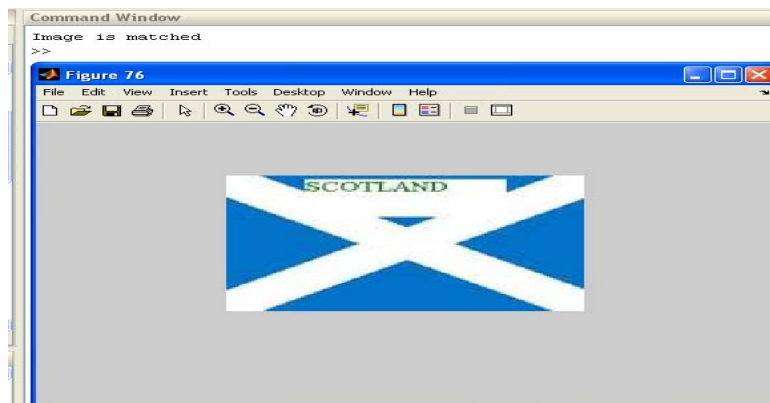 Command Window
Image is matched
>>
Figure 76
File Edit View Insert Tools Desktop Window Help
SCOTLAND